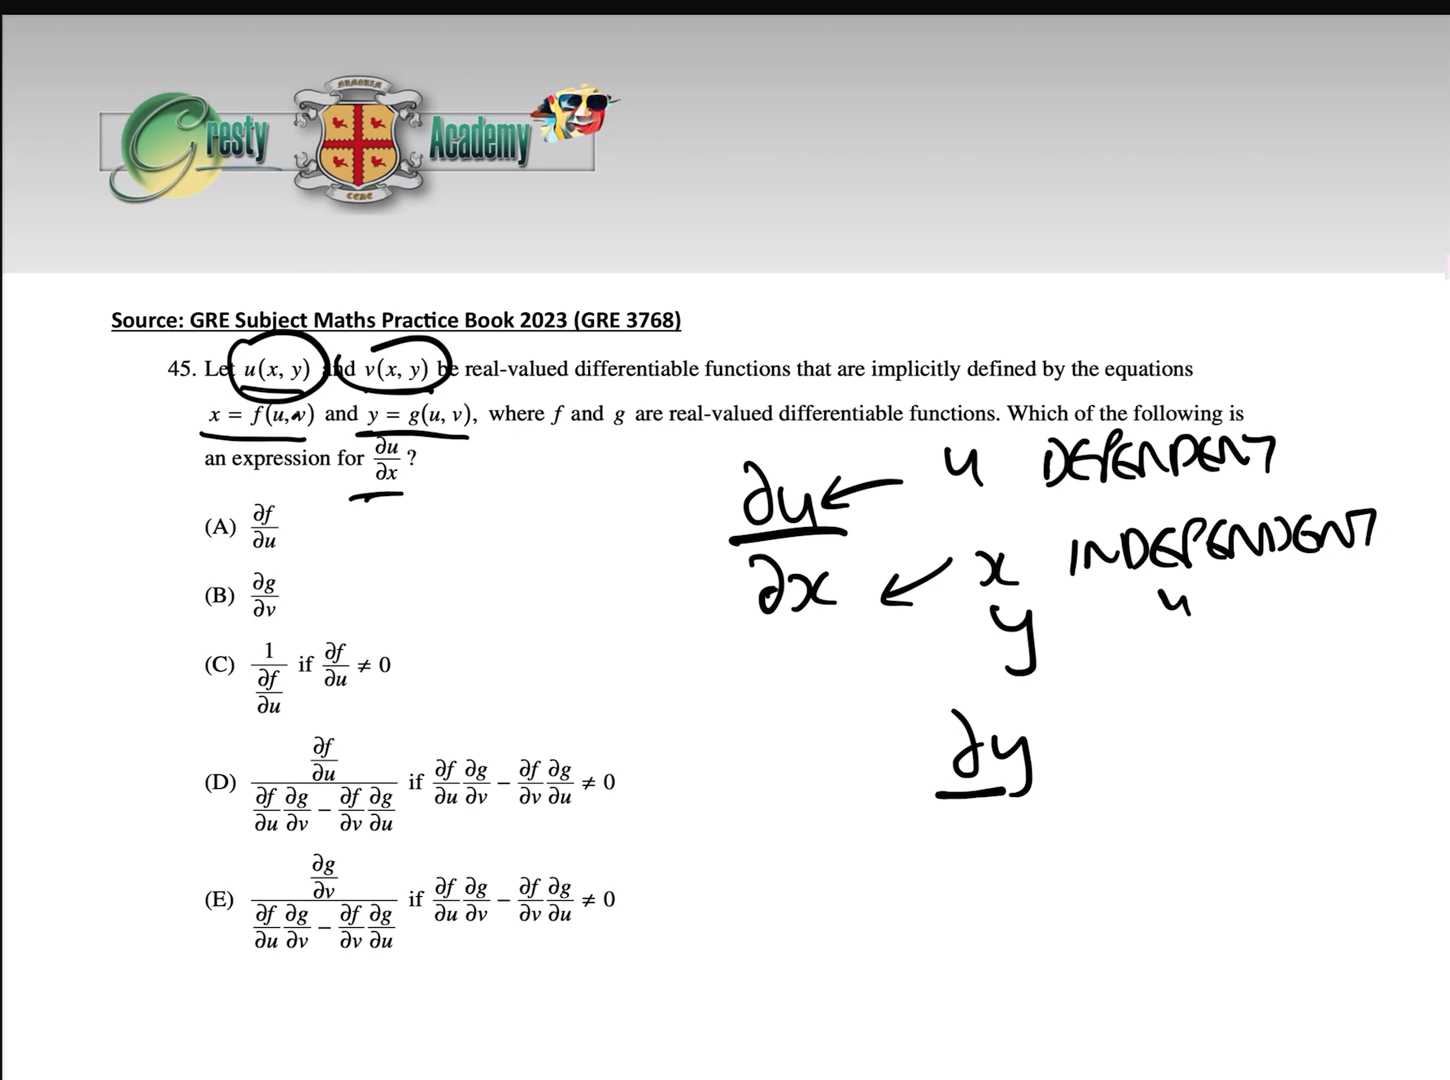 Gresty Academy
Source: GRE Subject Maths Practice Book 2023 (GRE 3768)
45. Let u(x, y) and v(x, y) be real-valued differentiable functions that are implicitly defined by the equations
x = f(u, v) and y = g(u, v), where f and g are real-valued differentiable functions. Which of the following is
an expression for ∂u/∂x ?
(A) ∂f/∂u
(B) ∂g/∂v
(C) 1/(∂f/∂u) if ∂f/∂u ≠ 0
(D) (∂f/∂u)/(∂f/∂u ∂g/∂v − ∂f/∂v ∂g/∂u) if ∂f/∂u ∂g/∂v − ∂f/∂v ∂g/∂u ≠ 0
(E) (∂g/∂v)/(∂f/∂u ∂g/∂v − ∂f/∂v ∂g/∂u) if ∂f/∂u ∂g/∂v − ∂f/∂v ∂g/∂u ≠ 0
∂u/∂x
u DEPENDENT
x INDEPENDENT
y "
∂y